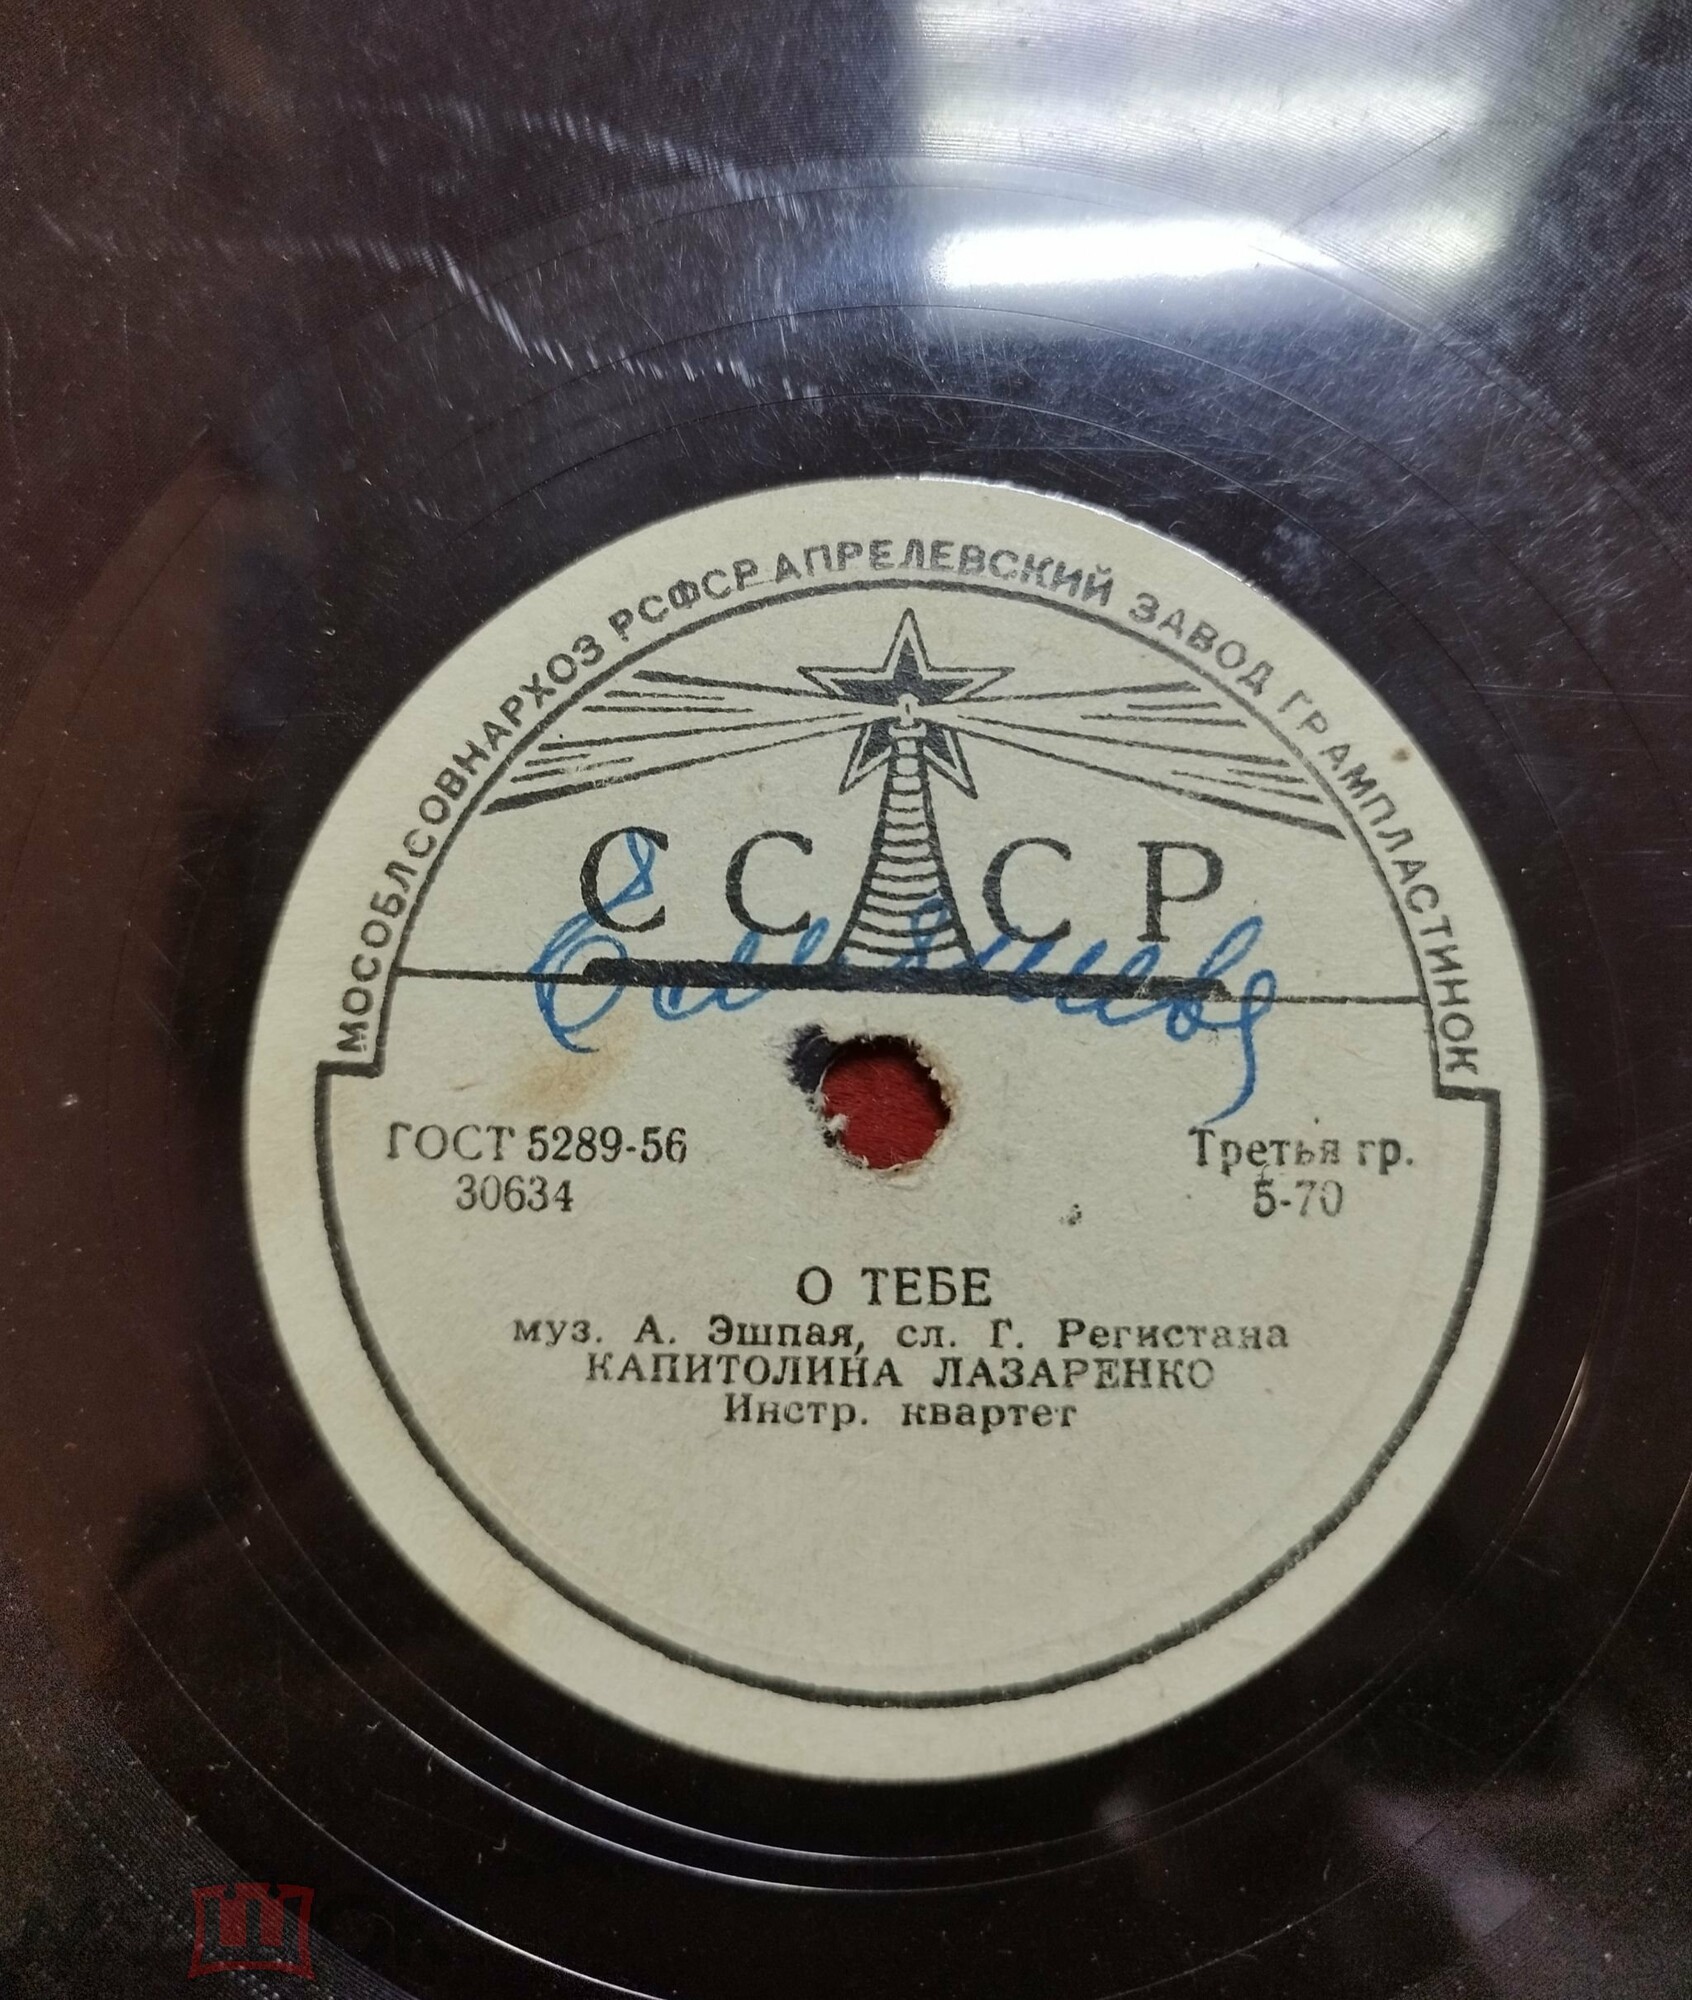 МОСОБЛСОВНАРХОЗ РСФСР АПРЕЛЕВСКИЙ ЗАВОД ГРАМПЛАСТИНОК
СССР
ГОСТ 5289-56
30634
Третья гр.
5-70
О ТЕБЕ
муз. А. Эшпая, сл. Г. Регистана
КАПИТОЛИНА ЛАЗАРЕНКО
Инстр. квартет